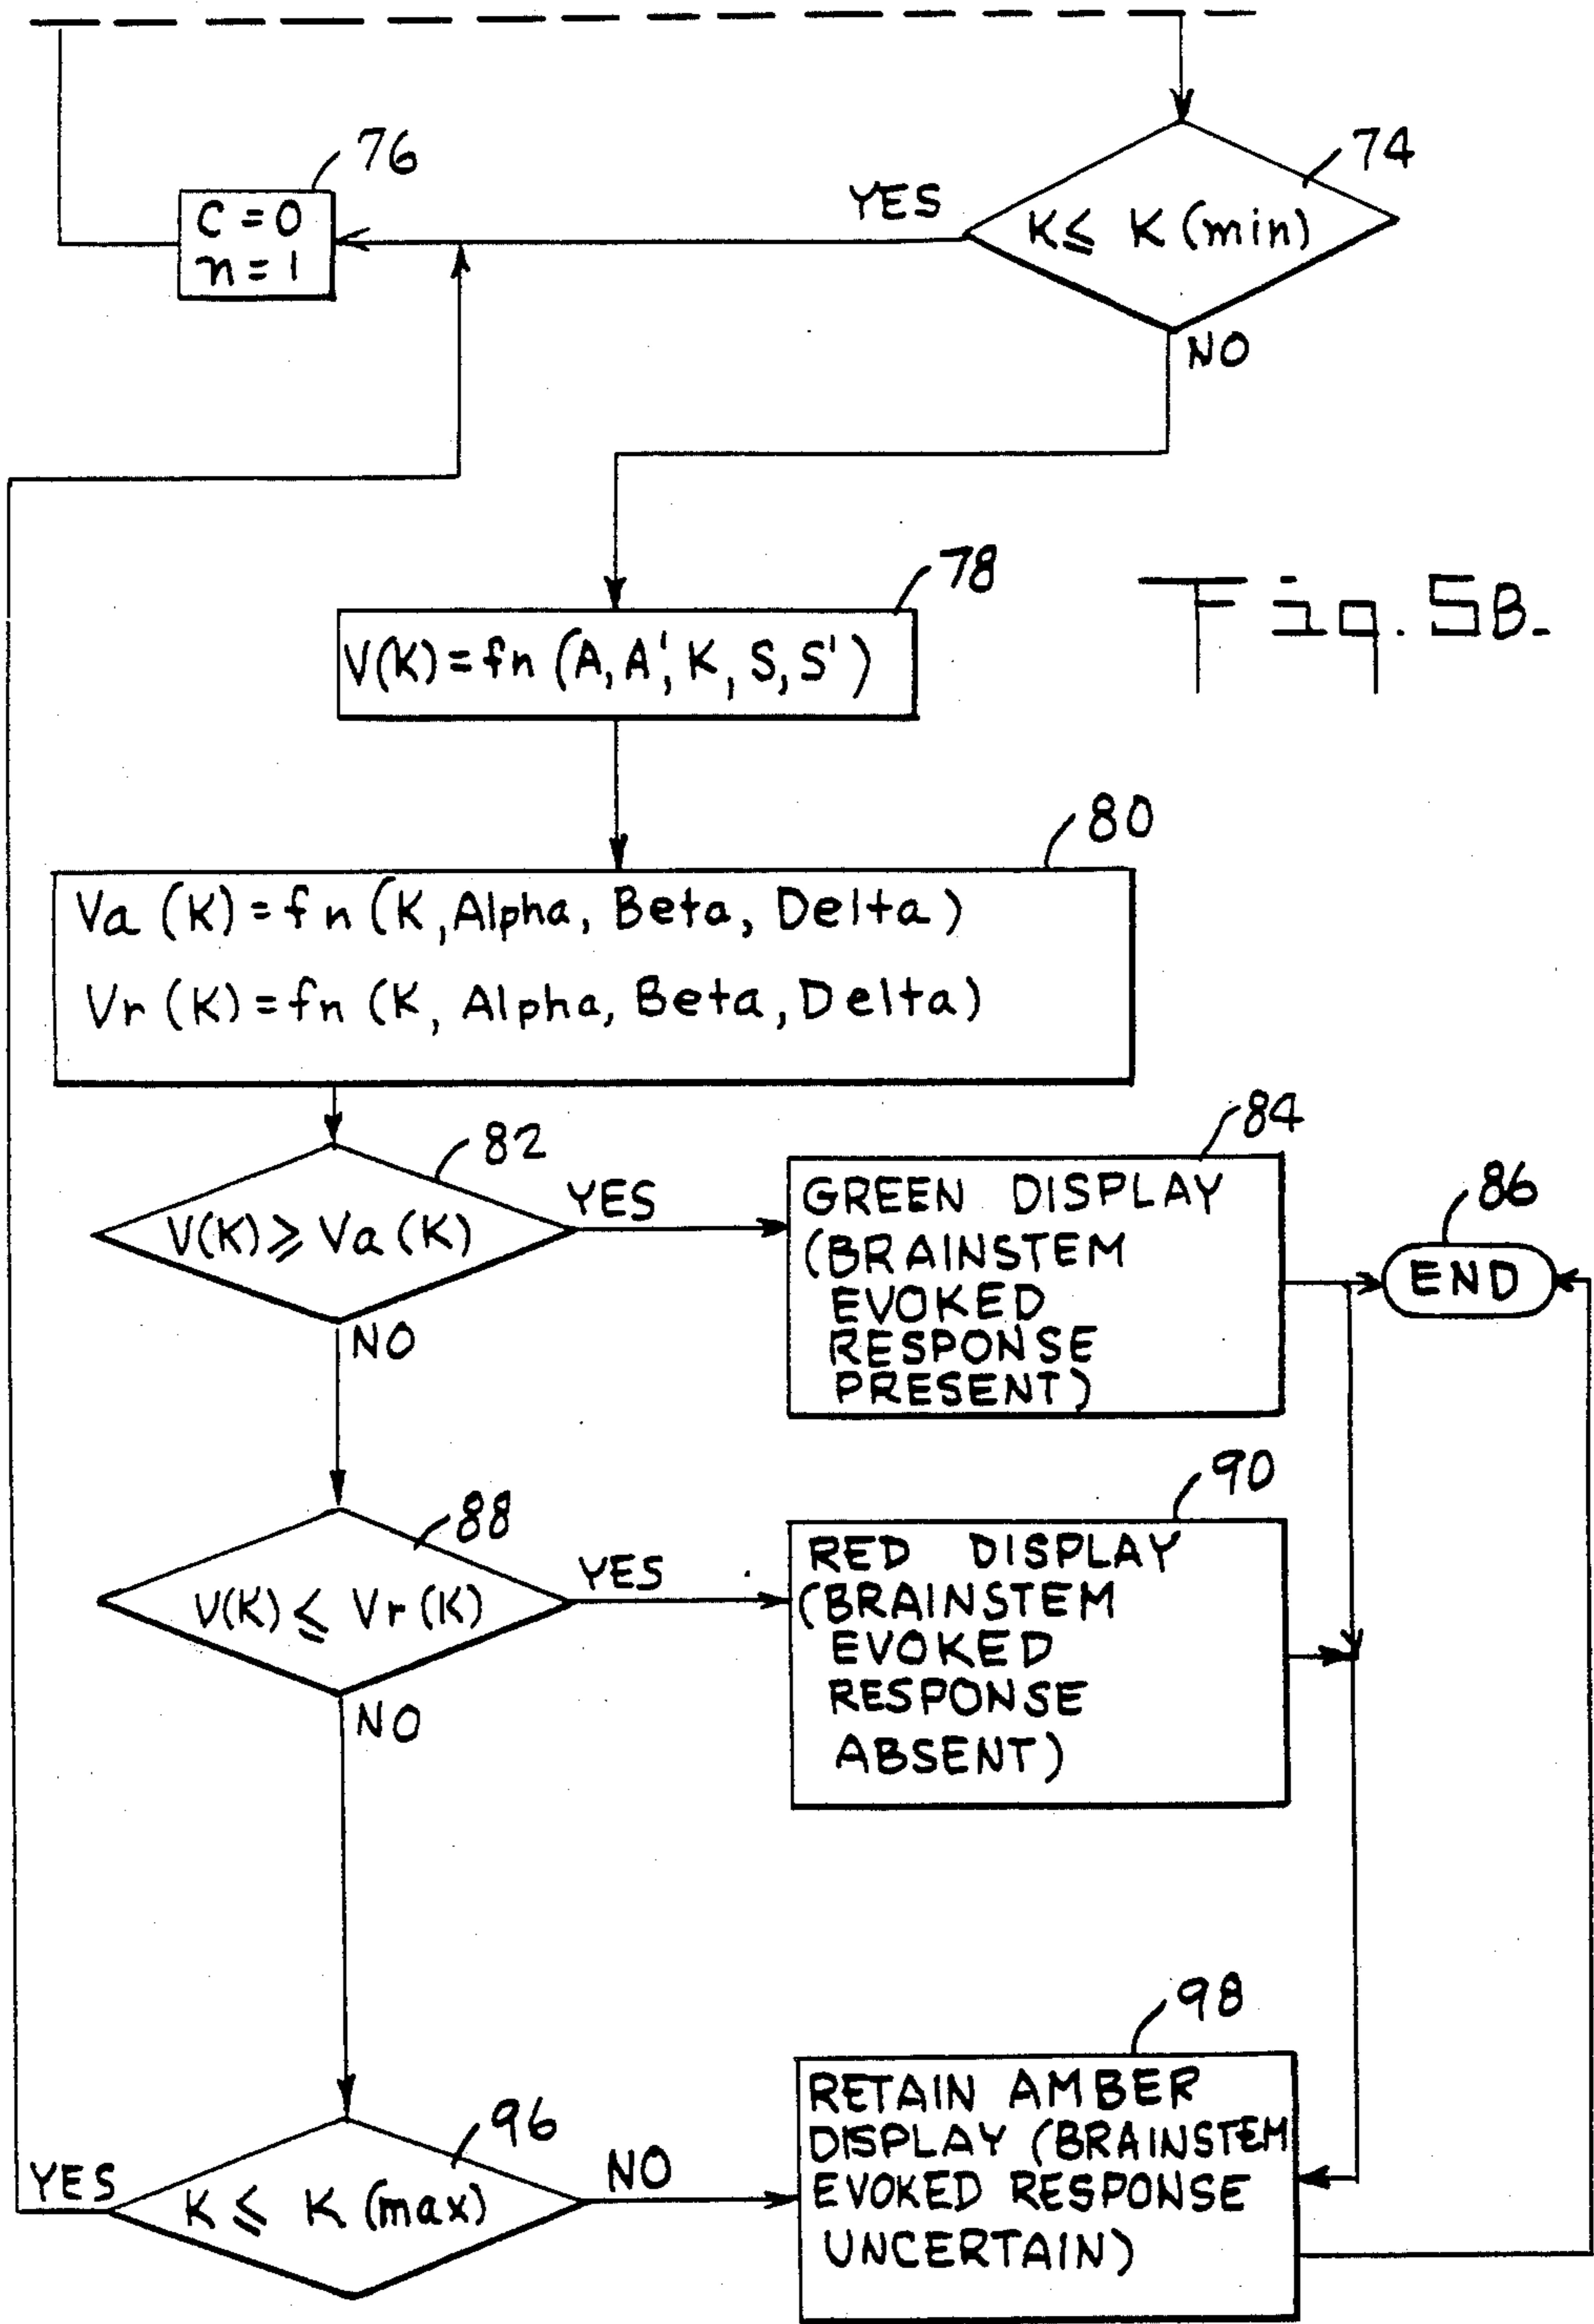 76
C = 0
n = 1
YES
74
K ≤ K (min)
NO
78
V(K) = fn (A, A', K, S, S')
Fig. 5B.
80
Va (K) = fn (K, Alpha, Beta, Delta)
Vr (K) = fn (K, Alpha, Beta, Delta)
82
V(K) ≥ Va (K)
YES
NO
84
GREEN DISPLAY
(BRAINSTEM
EVOKED
RESPONSE
PRESENT)
86
END
88
V(K) ≤ Vr (K)
YES
NO
90
RED DISPLAY
(BRAINSTEM
EVOKED
RESPONSE
ABSENT)
96
YES
K ≤ K (max)
NO
98
RETAIN AMBER
DISPLAY (BRAINSTEM
EVOKED RESPONSE
UNCERTAIN)